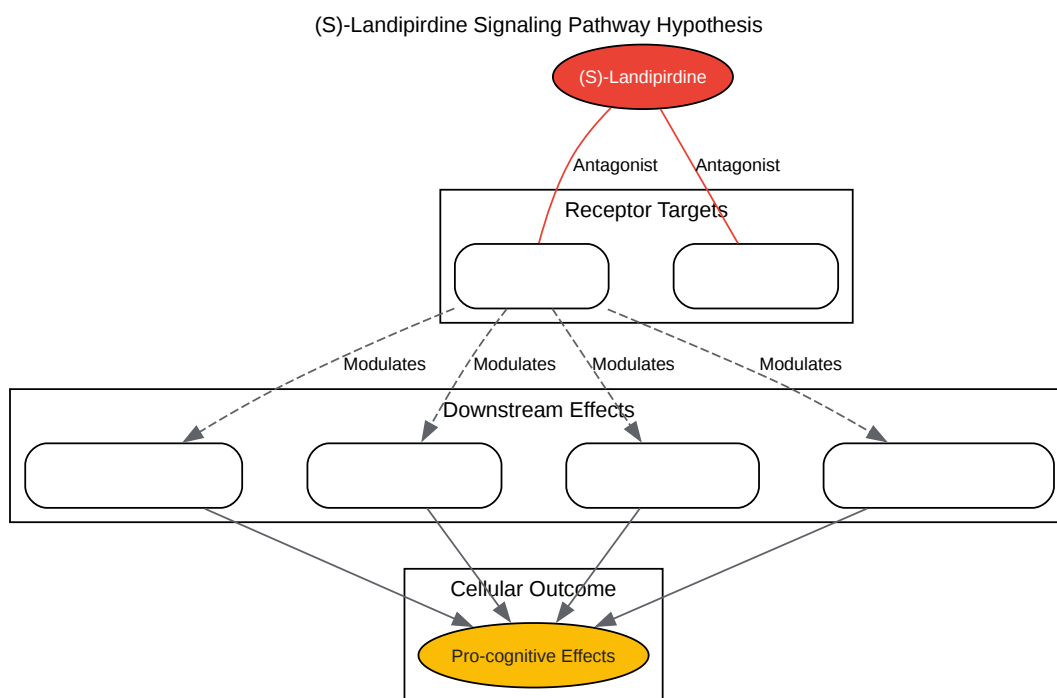 (S)-Landipirdine Signaling Pathway Hypothesis
(S)-Landipirdine
Antagonist
Antagonist
Receptor Targets
Modulates
Modulates
Modulates
Modulates
Downstream Effects
Cellular Outcome
Pro-cognitive Effects